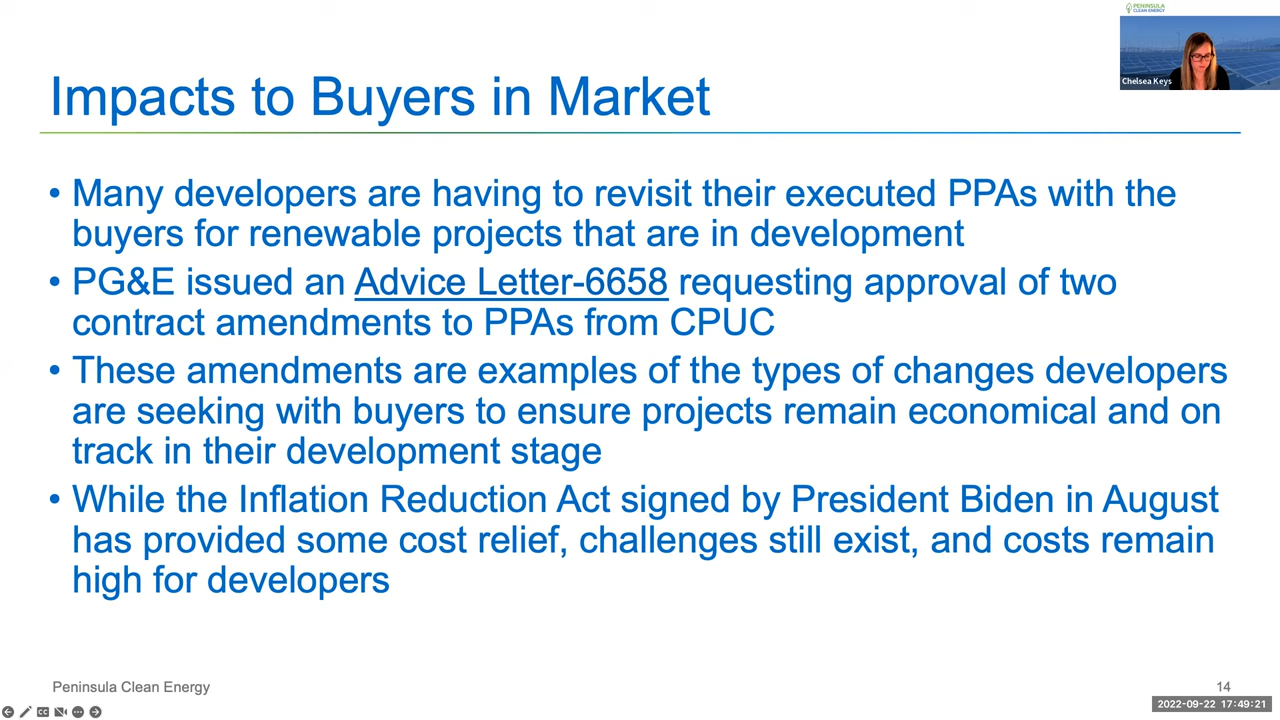 PENINSULA
CLEAN ENERGY
Chelsea Keys
Impacts to Buyers in Market
• Many developers are having to revisit their executed PPAs with the
buyers for renewable projects that are in development
• PG&E issued an Advice Letter-6658 requesting approval of two
contract amendments to PPAs from CPUC
• These amendments are examples of the types of changes developers
are seeking with buyers to ensure projects remain economical and on
track in their development stage
• While the Inflation Reduction Act signed by President Biden in August
has provided some cost relief, challenges still exist, and costs remain
high for developers
Peninsula Clean Energy
14
CC
2022-09-22 17:49:21